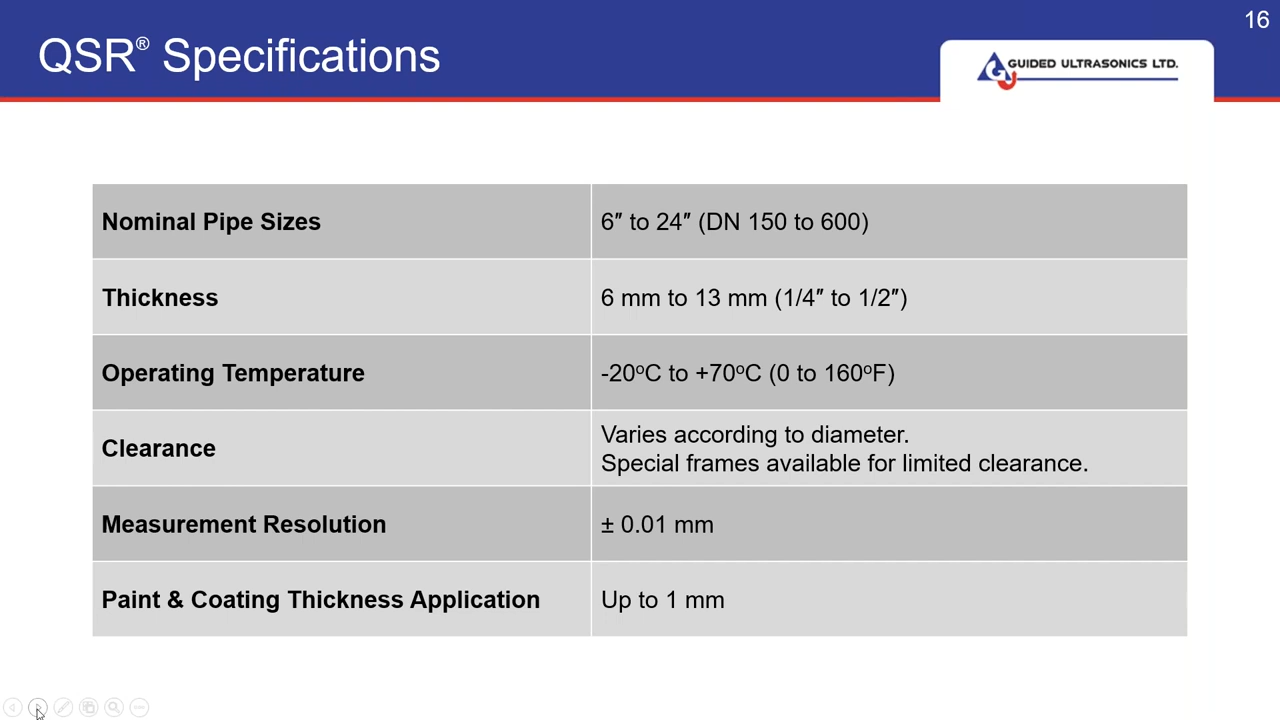 16
QSR® Specifications
GUIDED ULTRASONICS LTD.
Nominal Pipe Sizes
6″ to 24″ (DN 150 to 600)
Thickness
6 mm to 13 mm (1/4″ to 1/2″)
Operating Temperature
-20ºC to +70ºC (0 to 160ºF)
Clearance
Varies according to diameter.
Special frames available for limited clearance.
Measurement Resolution
± 0.01 mm
Paint & Coating Thickness Application
Up to 1 mm